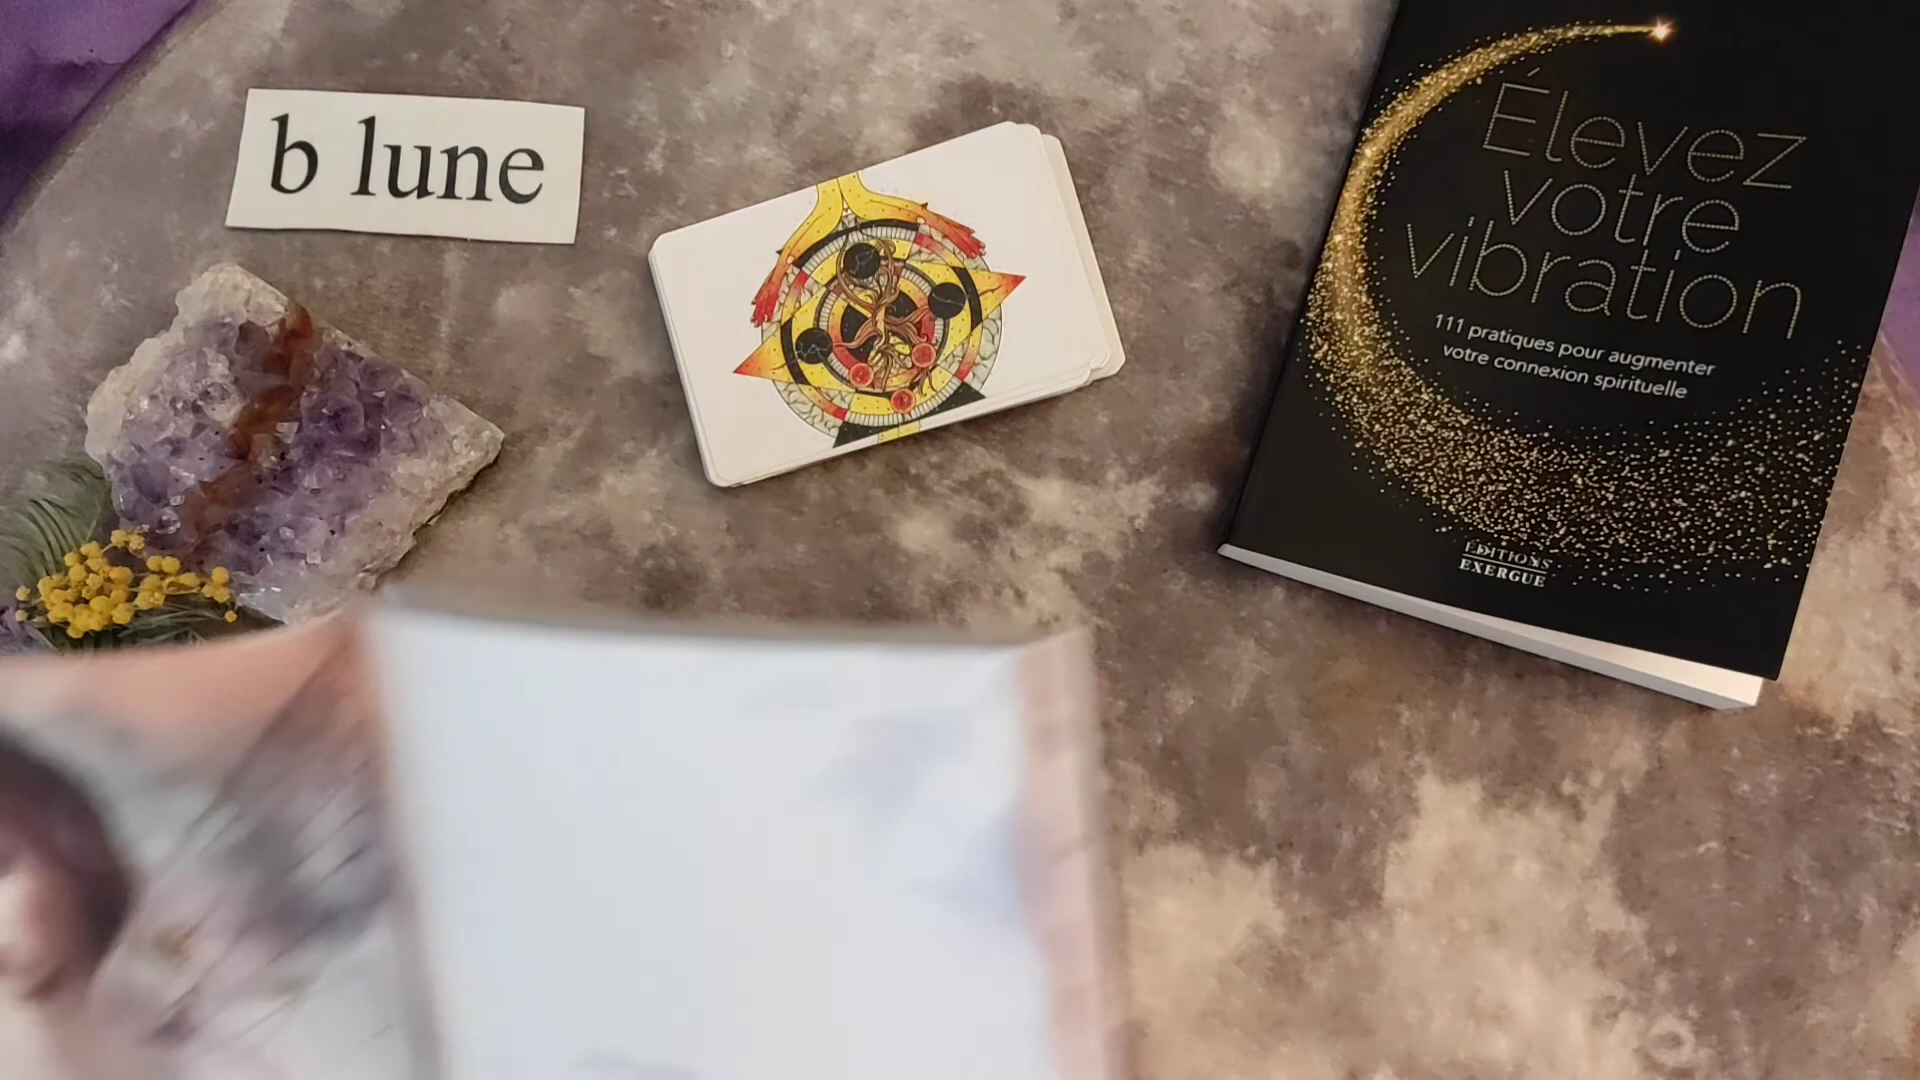 b lune
Élevez
votre
vibration
111 pratiques pour augmenter
votre connexion spirituelle
ÉDITIONS
EXERGUE